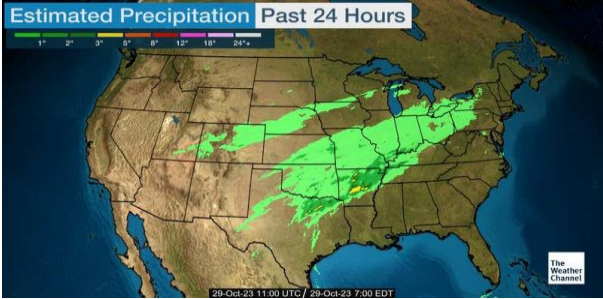 Estimated Precipitation Past 24 Hours
1" 2" 3" 5" 8" 12" 18" 24"+
The
Weather
Channel
29-Oct-23 11:00 UTC / 29-Oct-23 7:00 EDT